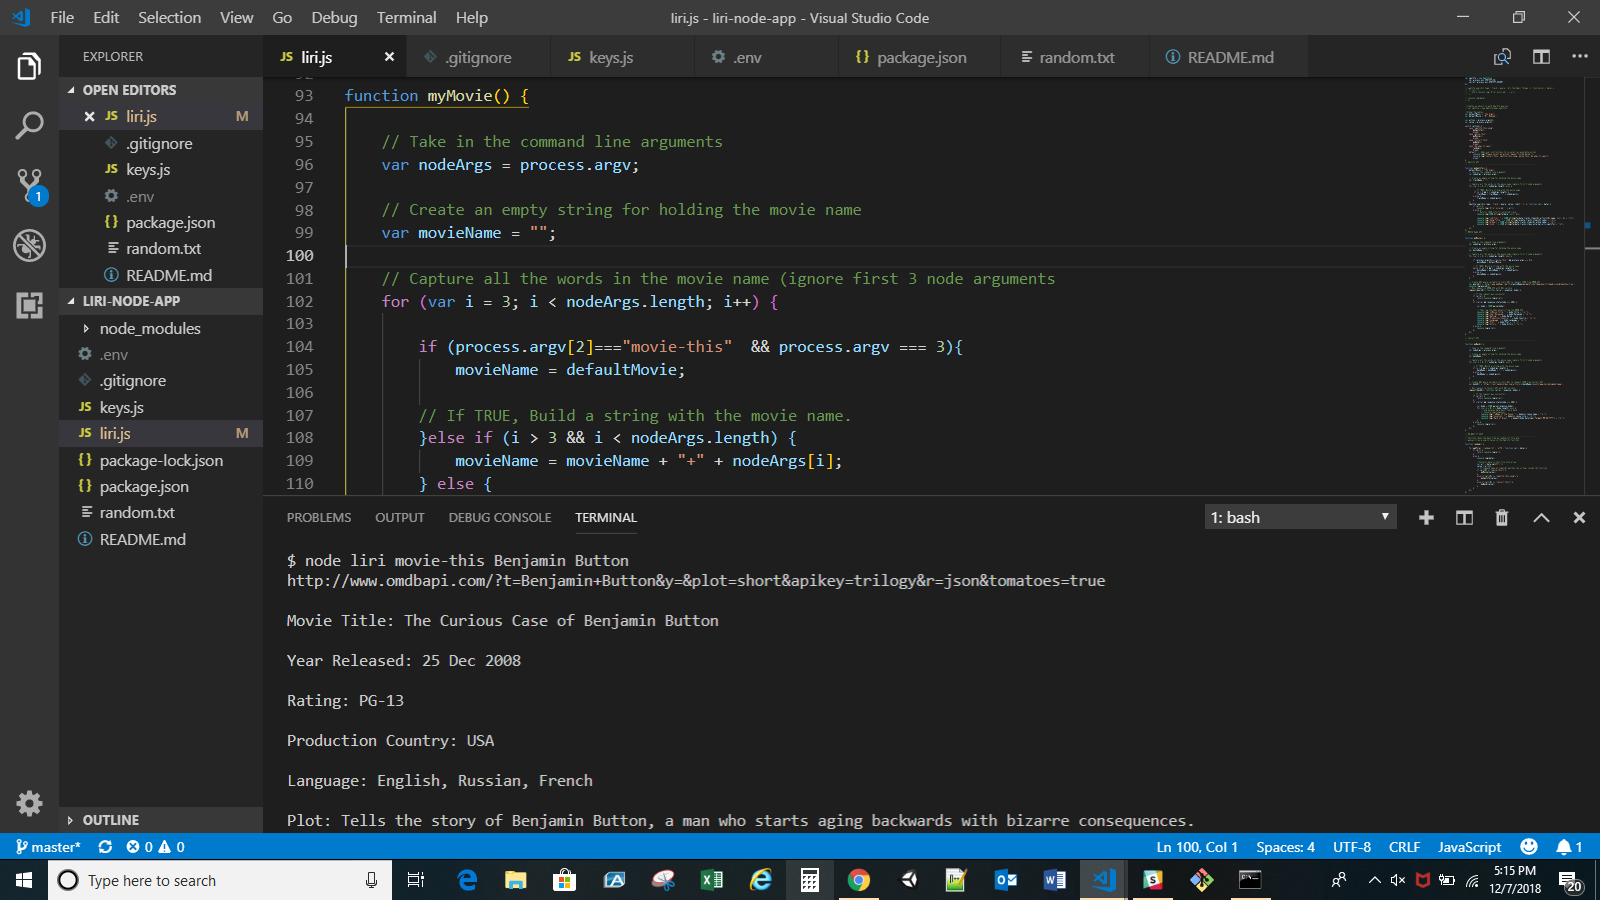 File Edit Selection View Go Debug Terminal Help
liri.js - liri-node-app - Visual Studio Code
EXPLORER
OPEN EDITORS
JS liri.js M
.gitignore
JS keys.js
.env
{} package.json
random.txt
README.md
LIRI-NODE-APP
node_modules
.env
.gitignore
JS keys.js
JS liri.js M
{} package-lock.json
{} package.json
random.txt
README.md
OUTLINE
1
JS liri.js
.gitignore
JS keys.js
.env
{} package.json
random.txt
README.md
93 function myMovie() {
94
95 // Take in the command line arguments
96 var nodeArgs = process.argv;
97
98 // Create an empty string for holding the movie name
99 var movieName = "";
100
101 // Capture all the words in the movie name (ignore first 3 node arguments
102 for (var i = 3; i < nodeArgs.length; i++) {
103
104 if (process.argv[2]==="movie-this"  && process.argv === 3){
105 movieName = defaultMovie;
106
107 // If TRUE, Build a string with the movie name.
108 }else if (i > 3 && i < nodeArgs.length) {
109 movieName = movieName + "+" + nodeArgs[i];
110 } else {
PROBLEMS OUTPUT DEBUG CONSOLE TERMINAL
1: bash
$ node liri movie-this Benjamin Button
http://www.omdbapi.com/?t=Benjamin+Button&y=&plot=short&apikey=trilogy&r=json&tomatoes=true
Movie Title: The Curious Case of Benjamin Button
Year Released: 25 Dec 2008
Rating: PG-13
Production Country: USA
Language: English, Russian, French
Plot: Tells the story of Benjamin Button, a man who starts aging backwards with bizarre consequences.
master* 0 0
Ln 100, Col 1 Spaces: 4 UTF-8 CRLF JavaScript 1
Type here to search
5:15 PM
12/7/2018
20